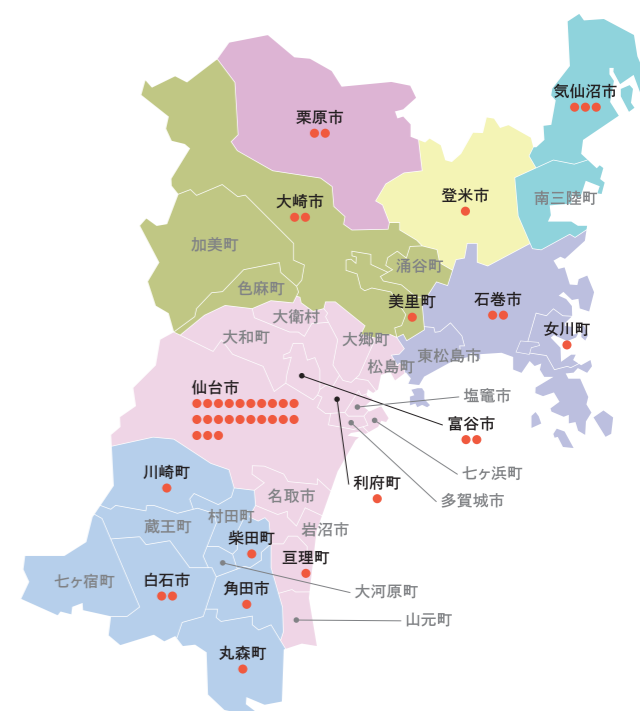 気仙沼市
栗原市
南三陸町
登米市
大崎市
加美町
涌谷町
色麻町
美里町
石巻市
女川町
大衛村
大和町
大郷町
東松島市
松島町
仙台市
塩竈市
富谷市
七ヶ浜町
川崎町
利府町
名取市
多賀城市
村田町
蔵王町
岩沼市
柴田町
亘理町
七ヶ宿町
白石市
角田市
大河原町
山元町
丸森町